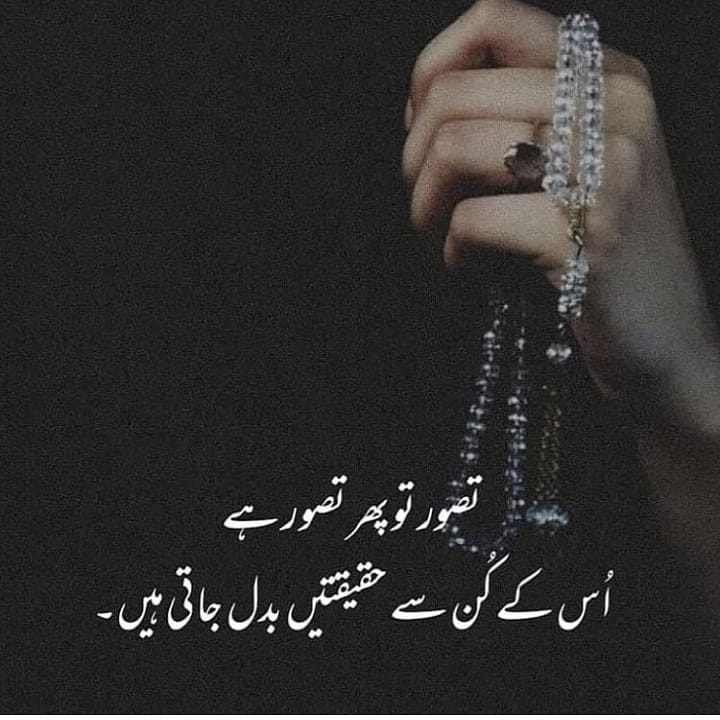 تصور تو پھر تصور ہے
اُس کے کُن سے حقیقتیں بدل جاتی ہیں۔